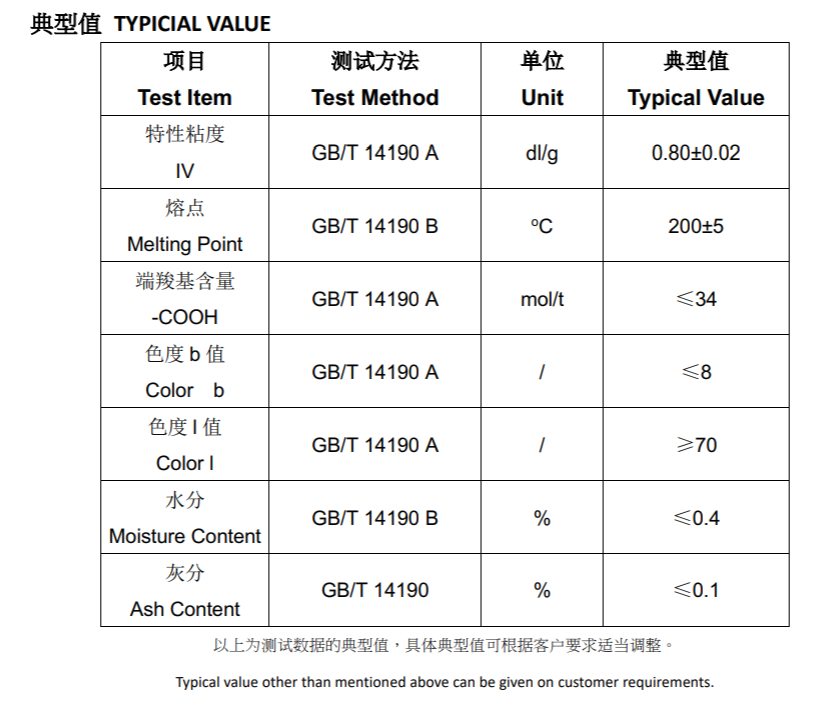 典型值 TYPICIAL VALUE
项目 测试方法 单位 典型值
Test Item Test Method Unit Typical Value
特性粘度
IV GB/T 14190 A dl/g 0.80±0.02
熔点
Melting Point GB/T 14190 B ºC 200±5
端羧基含量
-COOH GB/T 14190 A mol/t ≤34
色度 b 值
Color b GB/T 14190 A / ≤8
色度 l 值
Color l GB/T 14190 A / ≥70
水分
Moisture Content GB/T 14190 B % ≤0.4
灰分
Ash Content GB/T 14190 % ≤0.1
以上为测试数据的典型值，具体典型值可根据客户要求适当调整。
Typical value other than mentioned above can be given on customer requirements.